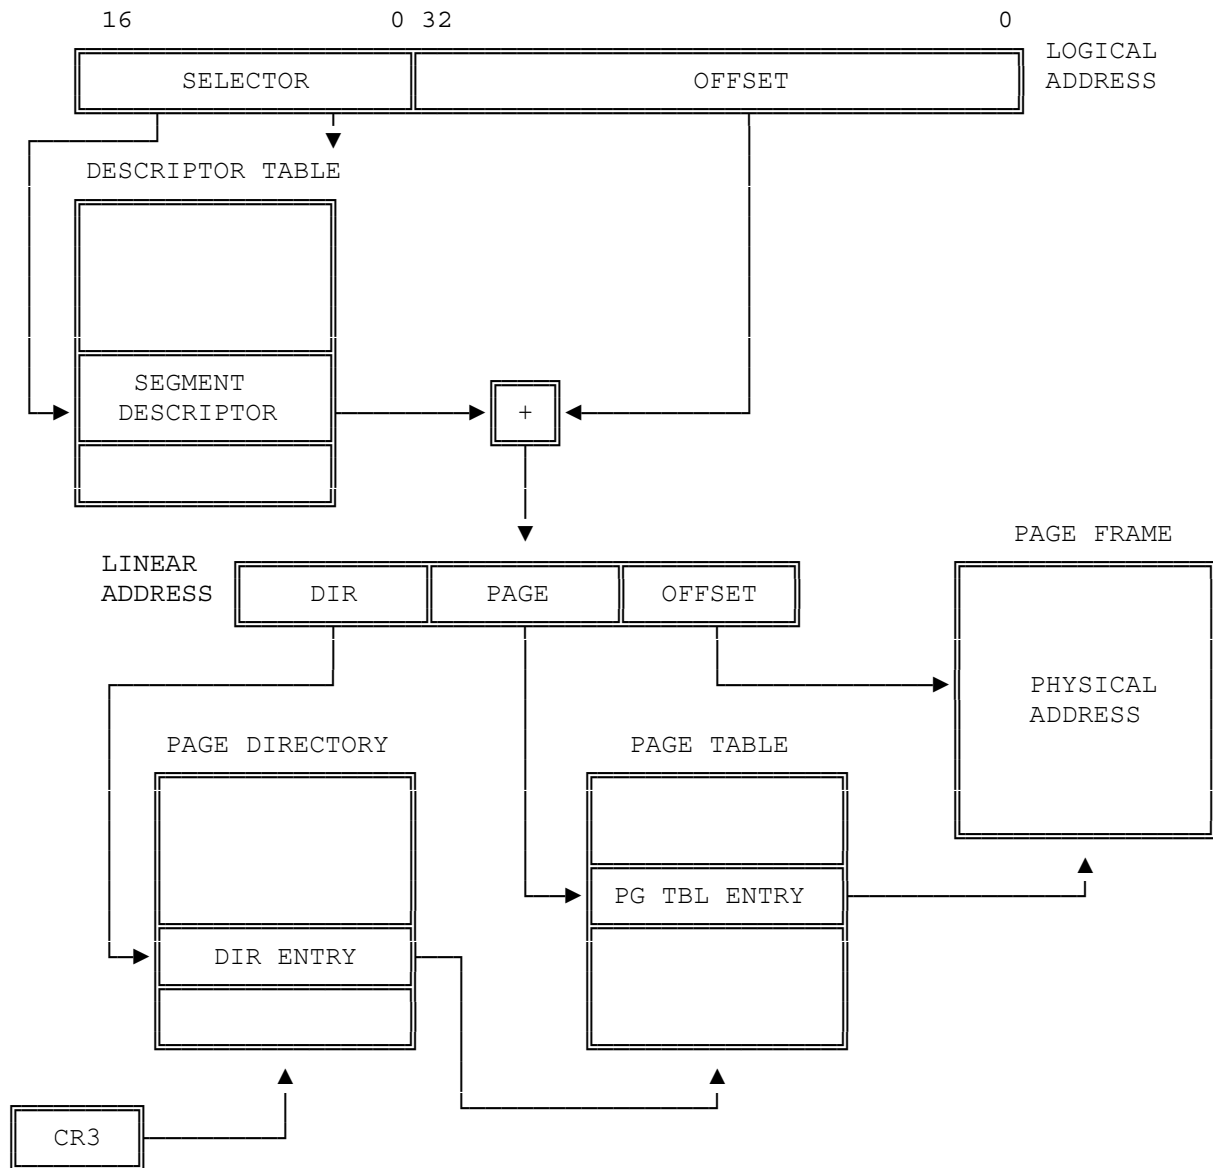 16 0 32 0
SELECTOR OFFSET
LOGICAL
ADDRESS
DESCRIPTOR TABLE
SEGMENT
DESCRIPTOR
+
PAGE FRAME
LINEAR
ADDRESS
DIR PAGE OFFSET
PHYSICAL
ADDRESS
PAGE DIRECTORY PAGE TABLE
PG TBL ENTRY
DIR ENTRY
CR3